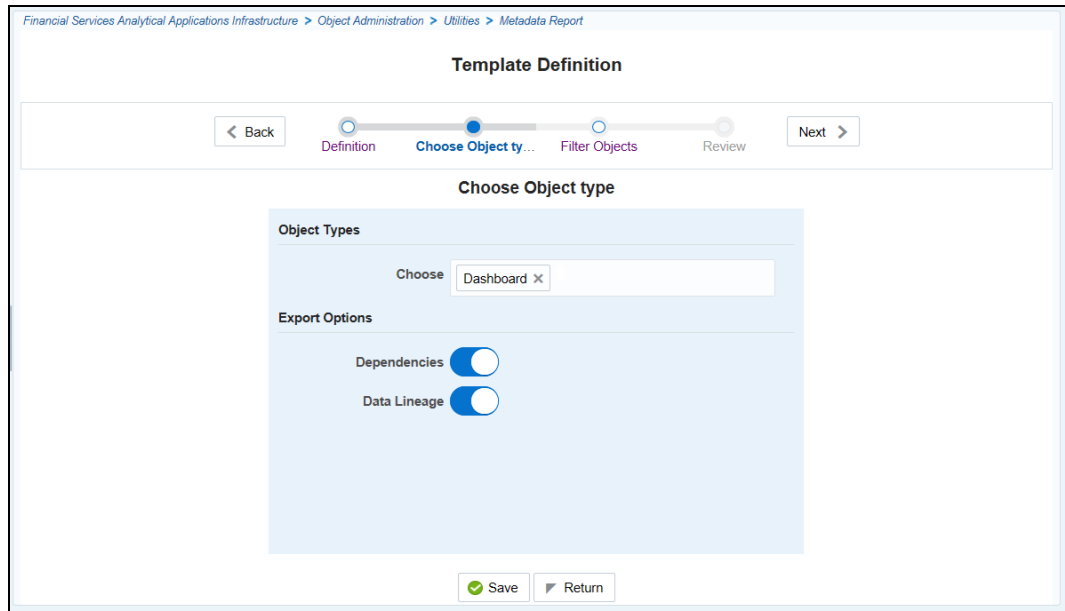 Financial Services Analytical Applications Infrastructure > Object Administration > Utilities > Metadata Report
Template Definition
Back
Definition
Choose Object ty...
Filter Objects
Review
Next
Choose Object type
Object Types
Choose
Dashboard
Export Options
Dependencies
Data Lineage
Save
Return